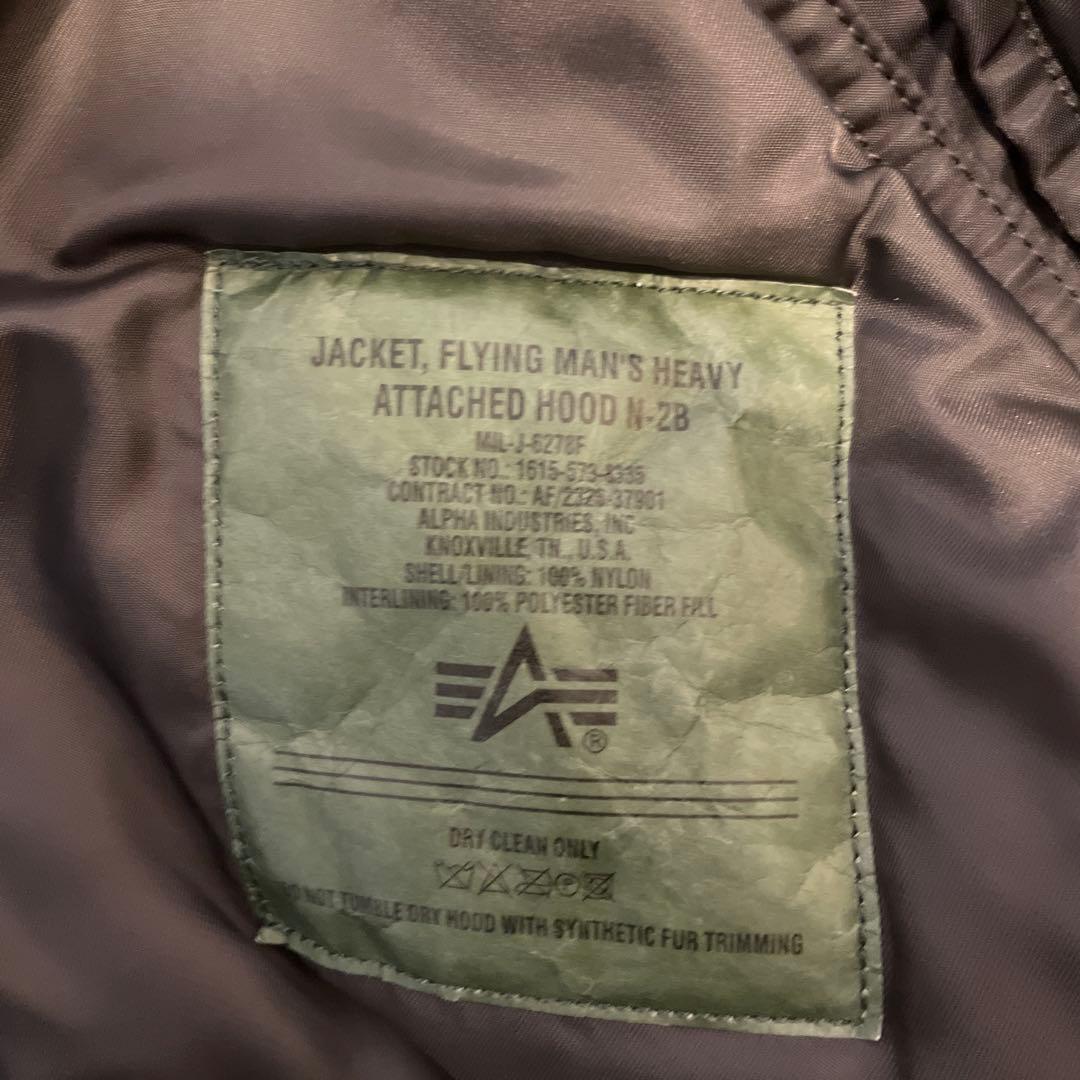 JACKET, FLYING MAN'S HEAVY
ATTACHED HOOD N-2B
MIL-J-6278F
STOCK NO.: 1615-573-8335
CONTRACT NO.: AF/2326-37901
ALPHA INDUSTRIES, INC
KNOXVILLE, TN., U.S.A.
SHELL/LINING: 100% NYLON
INTERLINING: 100% POLYESTER FIBER FILL
®
DRY CLEAN ONLY
DO NOT TUMBLE DRY HOOD WITH SYNTHETIC FUR TRIMMING